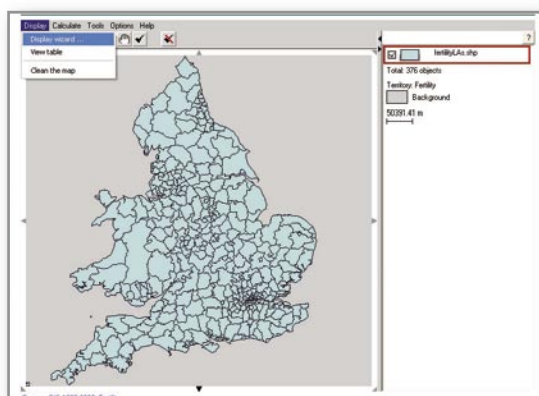 Display Calculate Tools Options Help
Display wizard ...
View table
Clean the map
?
fertilityLAs.shp
Total: 376 objects
Territory: Fertility
Background
50391.41 m